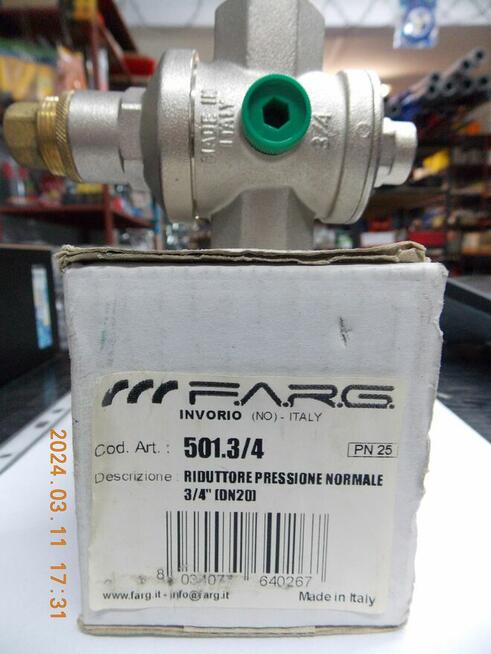 MADE IN
ITALY
3/4
F.A.R.G.
INVORIO (NO) - ITALY
Cod. Art. : 501.3/4
PN 25
Descrizione : RIDUTTORE PRESSIONE NORMALE
3/4" (DN20)
640267
www.farg.it - info@farg.it
Made in Italy
2024.03.11 17:31